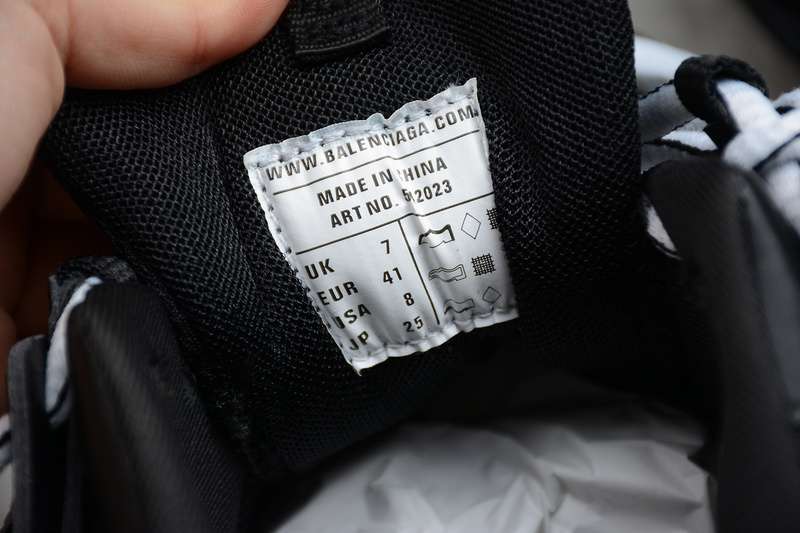 WWW.BALENCIAGA.COM
MADE IN CHINA
ART NO. 2023
UK 7
EUR 41
USA 8
JP 25